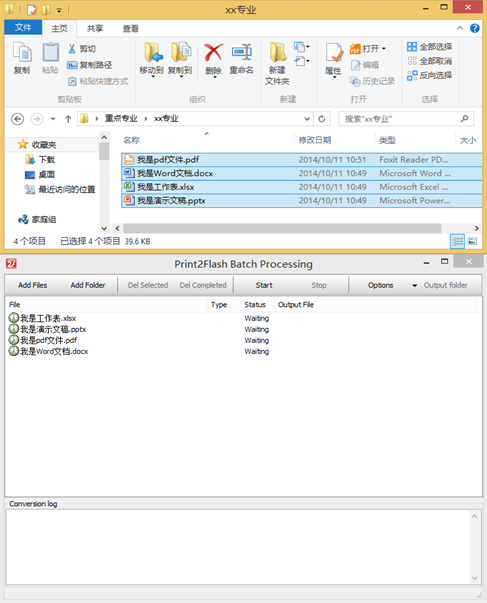 xx专业
文件 主页 共享 查看
复制 粘贴 剪切 复制路径 粘贴快捷方式 移动到 复制到 删除 重命名 新建文件夹 属性 打开 编辑 历史记录 全部选择 全部取消 反向选择
剪贴板 组织 新建 打开 选择
重点专业 xx专业 搜索"xx专业"
收藏夹 名称 修改日期 类型 大小
下载 我是pdf文件.pdf 2014/10/11 10:51 Foxit Reader PD...
桌面 我是Word文档.docx 2014/10/11 10:49 Microsoft Word ...
最近访问的位置 我是工作表.xlsx 2014/10/11 10:49 Microsoft Excel ...
我是演示文稿.pptx 2014/10/11 10:49 Microsoft Power...
家庭组
4 个项目 已选择 4 个项目 39.6 KB
Print2Flash Batch Processing
Add Files Add Folder Del Selected Del Completed Start Stop Options Output folder
File Type Status Output File
我是工作表.xlsx Waiting
我是演示文稿.pptx Waiting
我是pdf文件.pdf Waiting
我是Word文档.docx Waiting
Conversion log